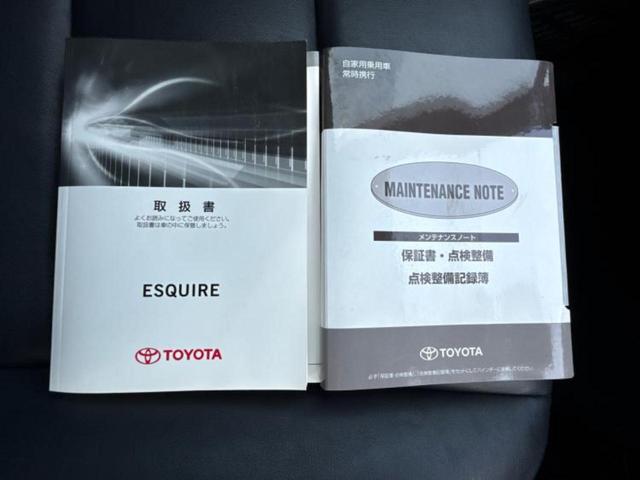 取扱書
よくお読みになってご使用ください。
取扱書は車の中に保管しましょう。
ESQUIRE
TOYOTA
自家用乗用車
常時携行
MAINTENANCE NOTE
メンテナンスノート
保証書・点検整備
点検整備記録簿
TOYOTA